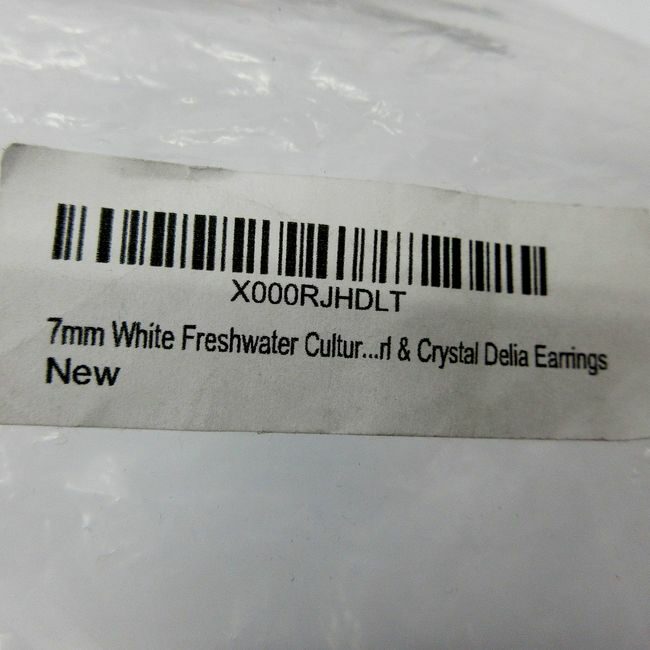 X000RJHDLT
7mm White Freshwater Cultur...rl & Crystal Delia Earrings
New